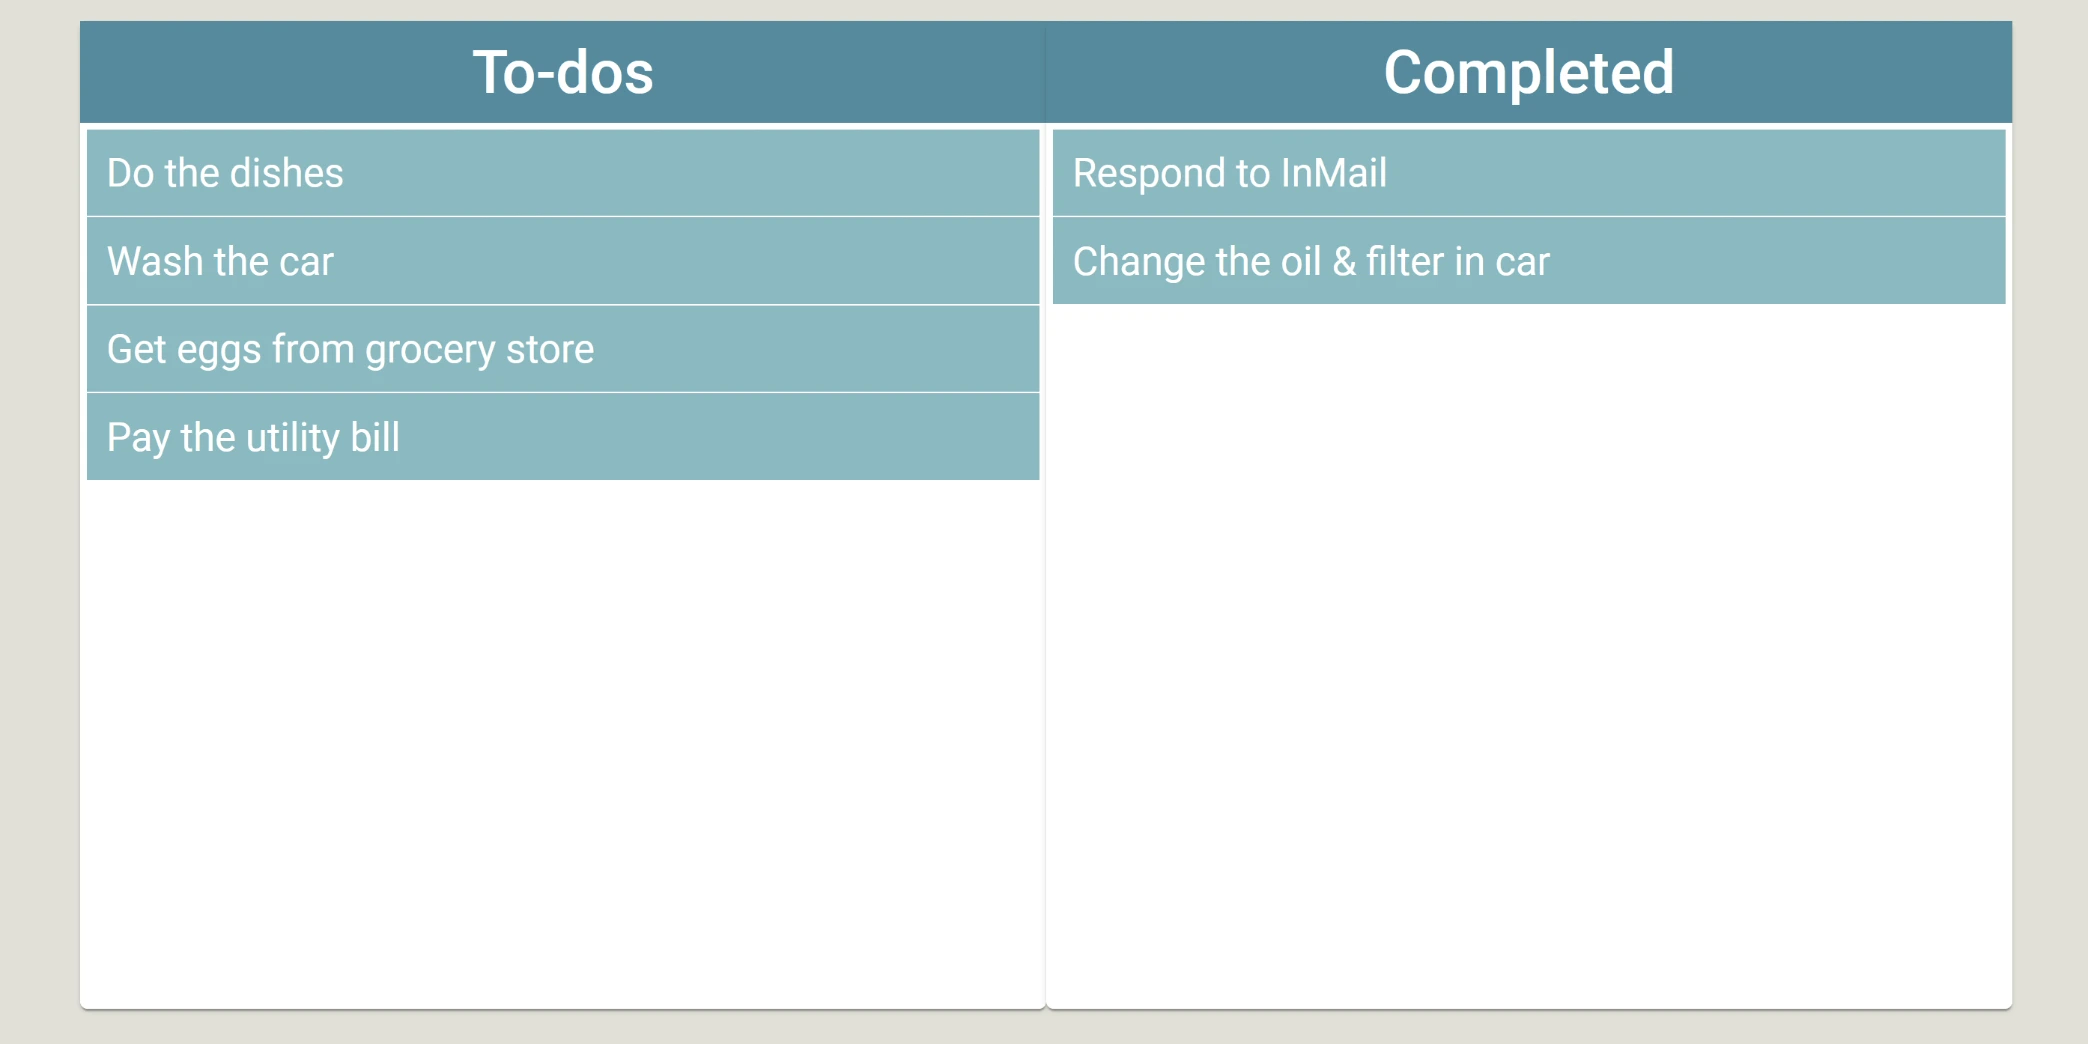 To-dos
Do the dishes
Wash the car
Get eggs from grocery store
Pay the utility bill
Completed
Respond to InMail
Change the oil & filter in car